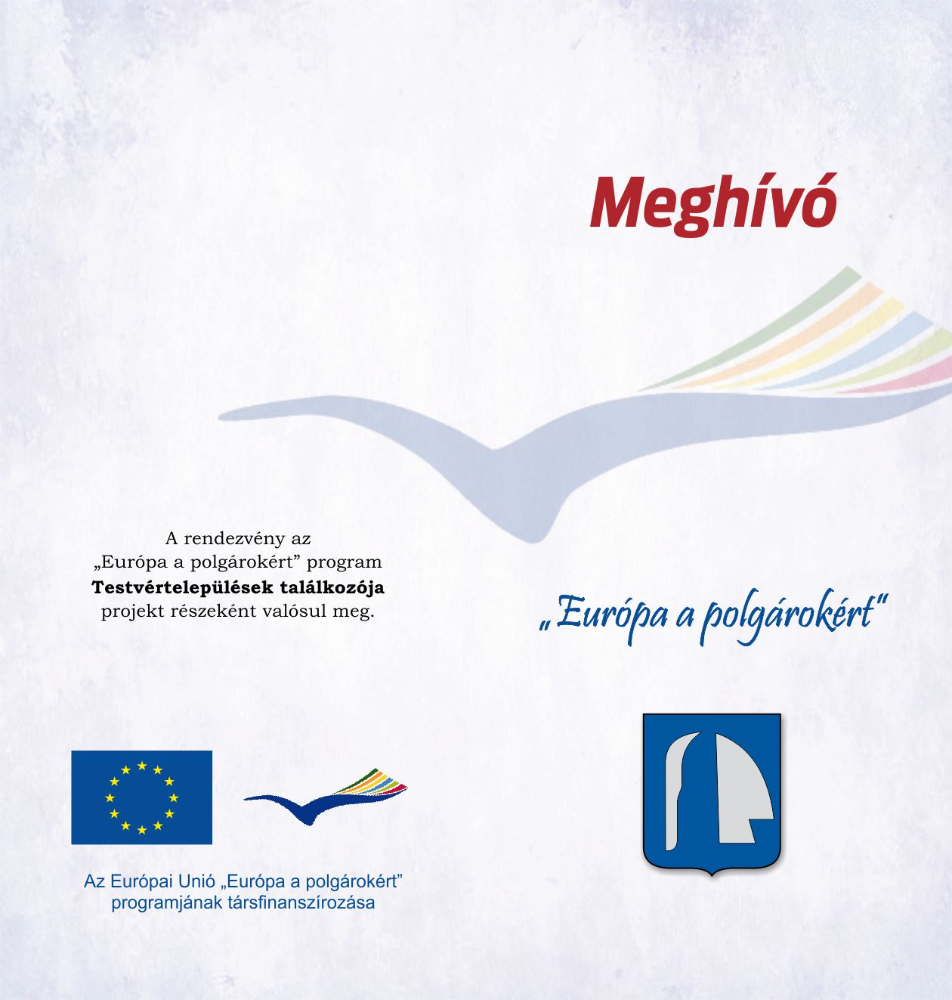 Meghívó
A rendezvény az
„Európa a polgárokért” program
Testvértelepülések találkozója
projekt részeként valósul meg.
„Európa a polgárokért“
Az Európai Unió „Európa a polgárokért”
programjának társfinanszírozása